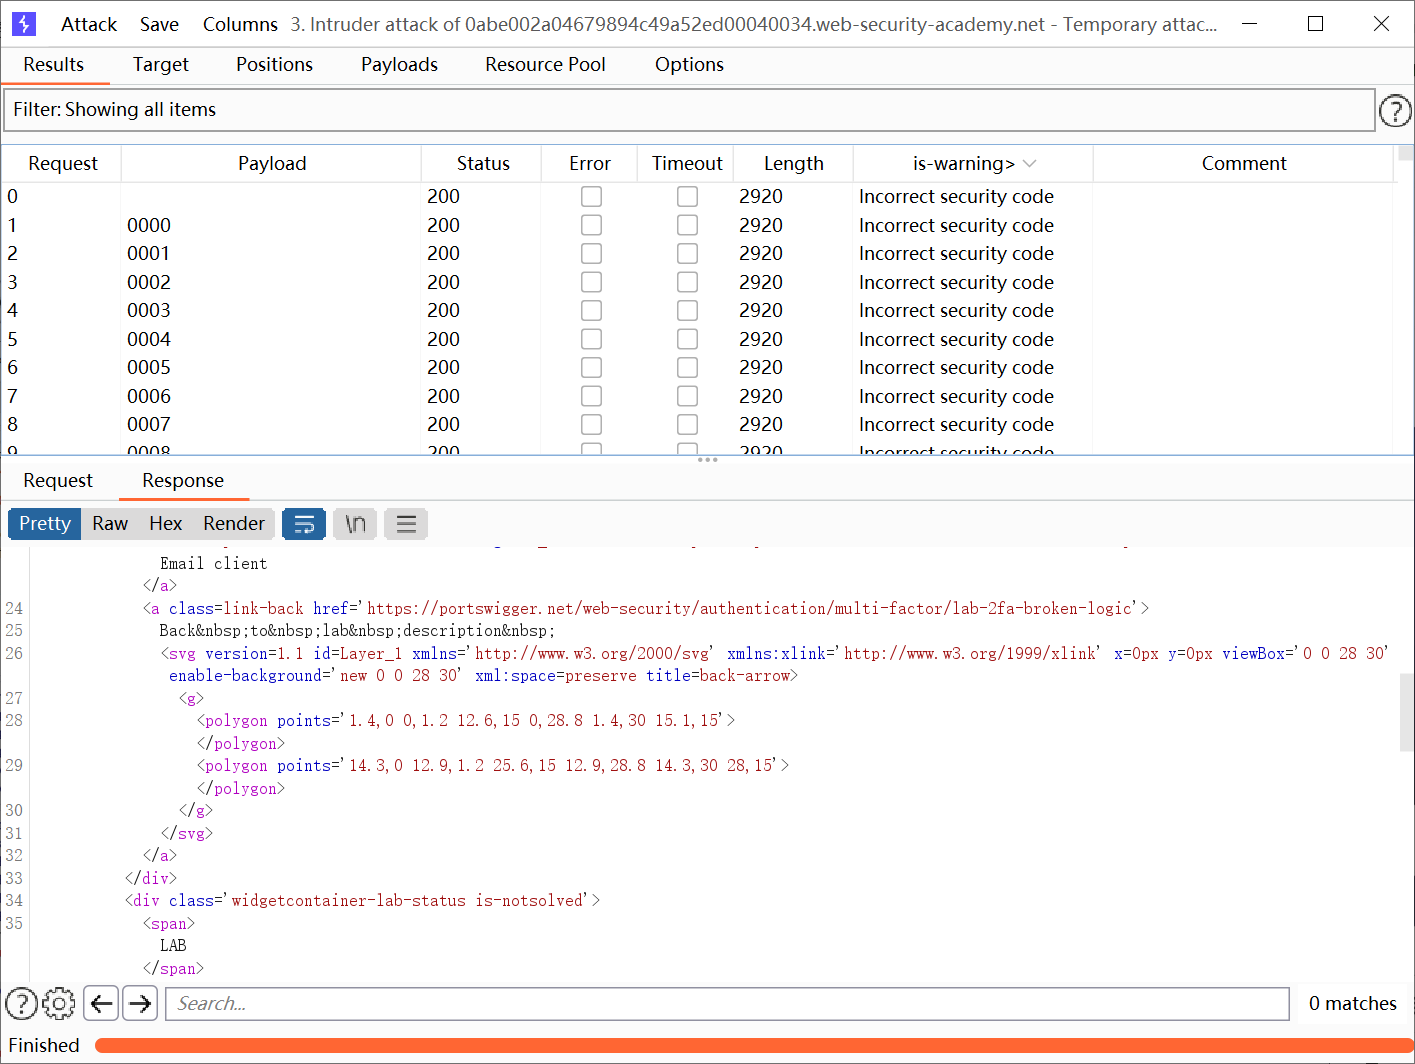 Attack Save Columns 3. Intruder attack of 0abe002a04679894c49a52ed00040034.web-security-academy.net - Temporary attac...
Results Target Positions Payloads Resource Pool Options
Filter: Showing all items
Request Payload Status Error Timeout Length is-warning> Comment
0 200 2920 Incorrect security code
1 0000 200 2920 Incorrect security code
2 0001 200 2920 Incorrect security code
3 0002 200 2920 Incorrect security code
4 0003 200 2920 Incorrect security code
5 0004 200 2920 Incorrect security code
6 0005 200 2920 Incorrect security code
7 0006 200 2920 Incorrect security code
8 0007 200 2920 Incorrect security code
9 0008 200 2920 Incorrect security code
Request Response
Pretty Raw Hex Render \n
Email client
</a>
24 <a class=link-back href='https://portswigger.net/web-security/authentication/multi-factor/lab-2fa-broken-logic'>
25 Back&nbsp;to&nbsp;lab&nbsp;description&nbsp;
26 <svg version=1.1 id=Layer_1 xmlns='http://www.w3.org/2000/svg' xmlns:xlink='http://www.w3.org/1999/xlink' x=0px y=0px viewBox='0 0 28 30'
enable-background='new 0 0 28 30' xml:space=preserve title=back-arrow>
27 <g>
28 <polygon points='1.4,0 0,1.2 12.6,15 0,28.8 1.4,30 15.1,15'>
</polygon>
29 <polygon points='14.3,0 12.9,1.2 25.6,15 12.9,28.8 14.3,30 28,15'>
</polygon>
30 </g>
31 </svg>
32 </a>
33 </div>
34 <div class='widgetcontainer-lab-status is-notsolved'>
35 <span>
LAB
</span>
Search... 0 matches
Finished